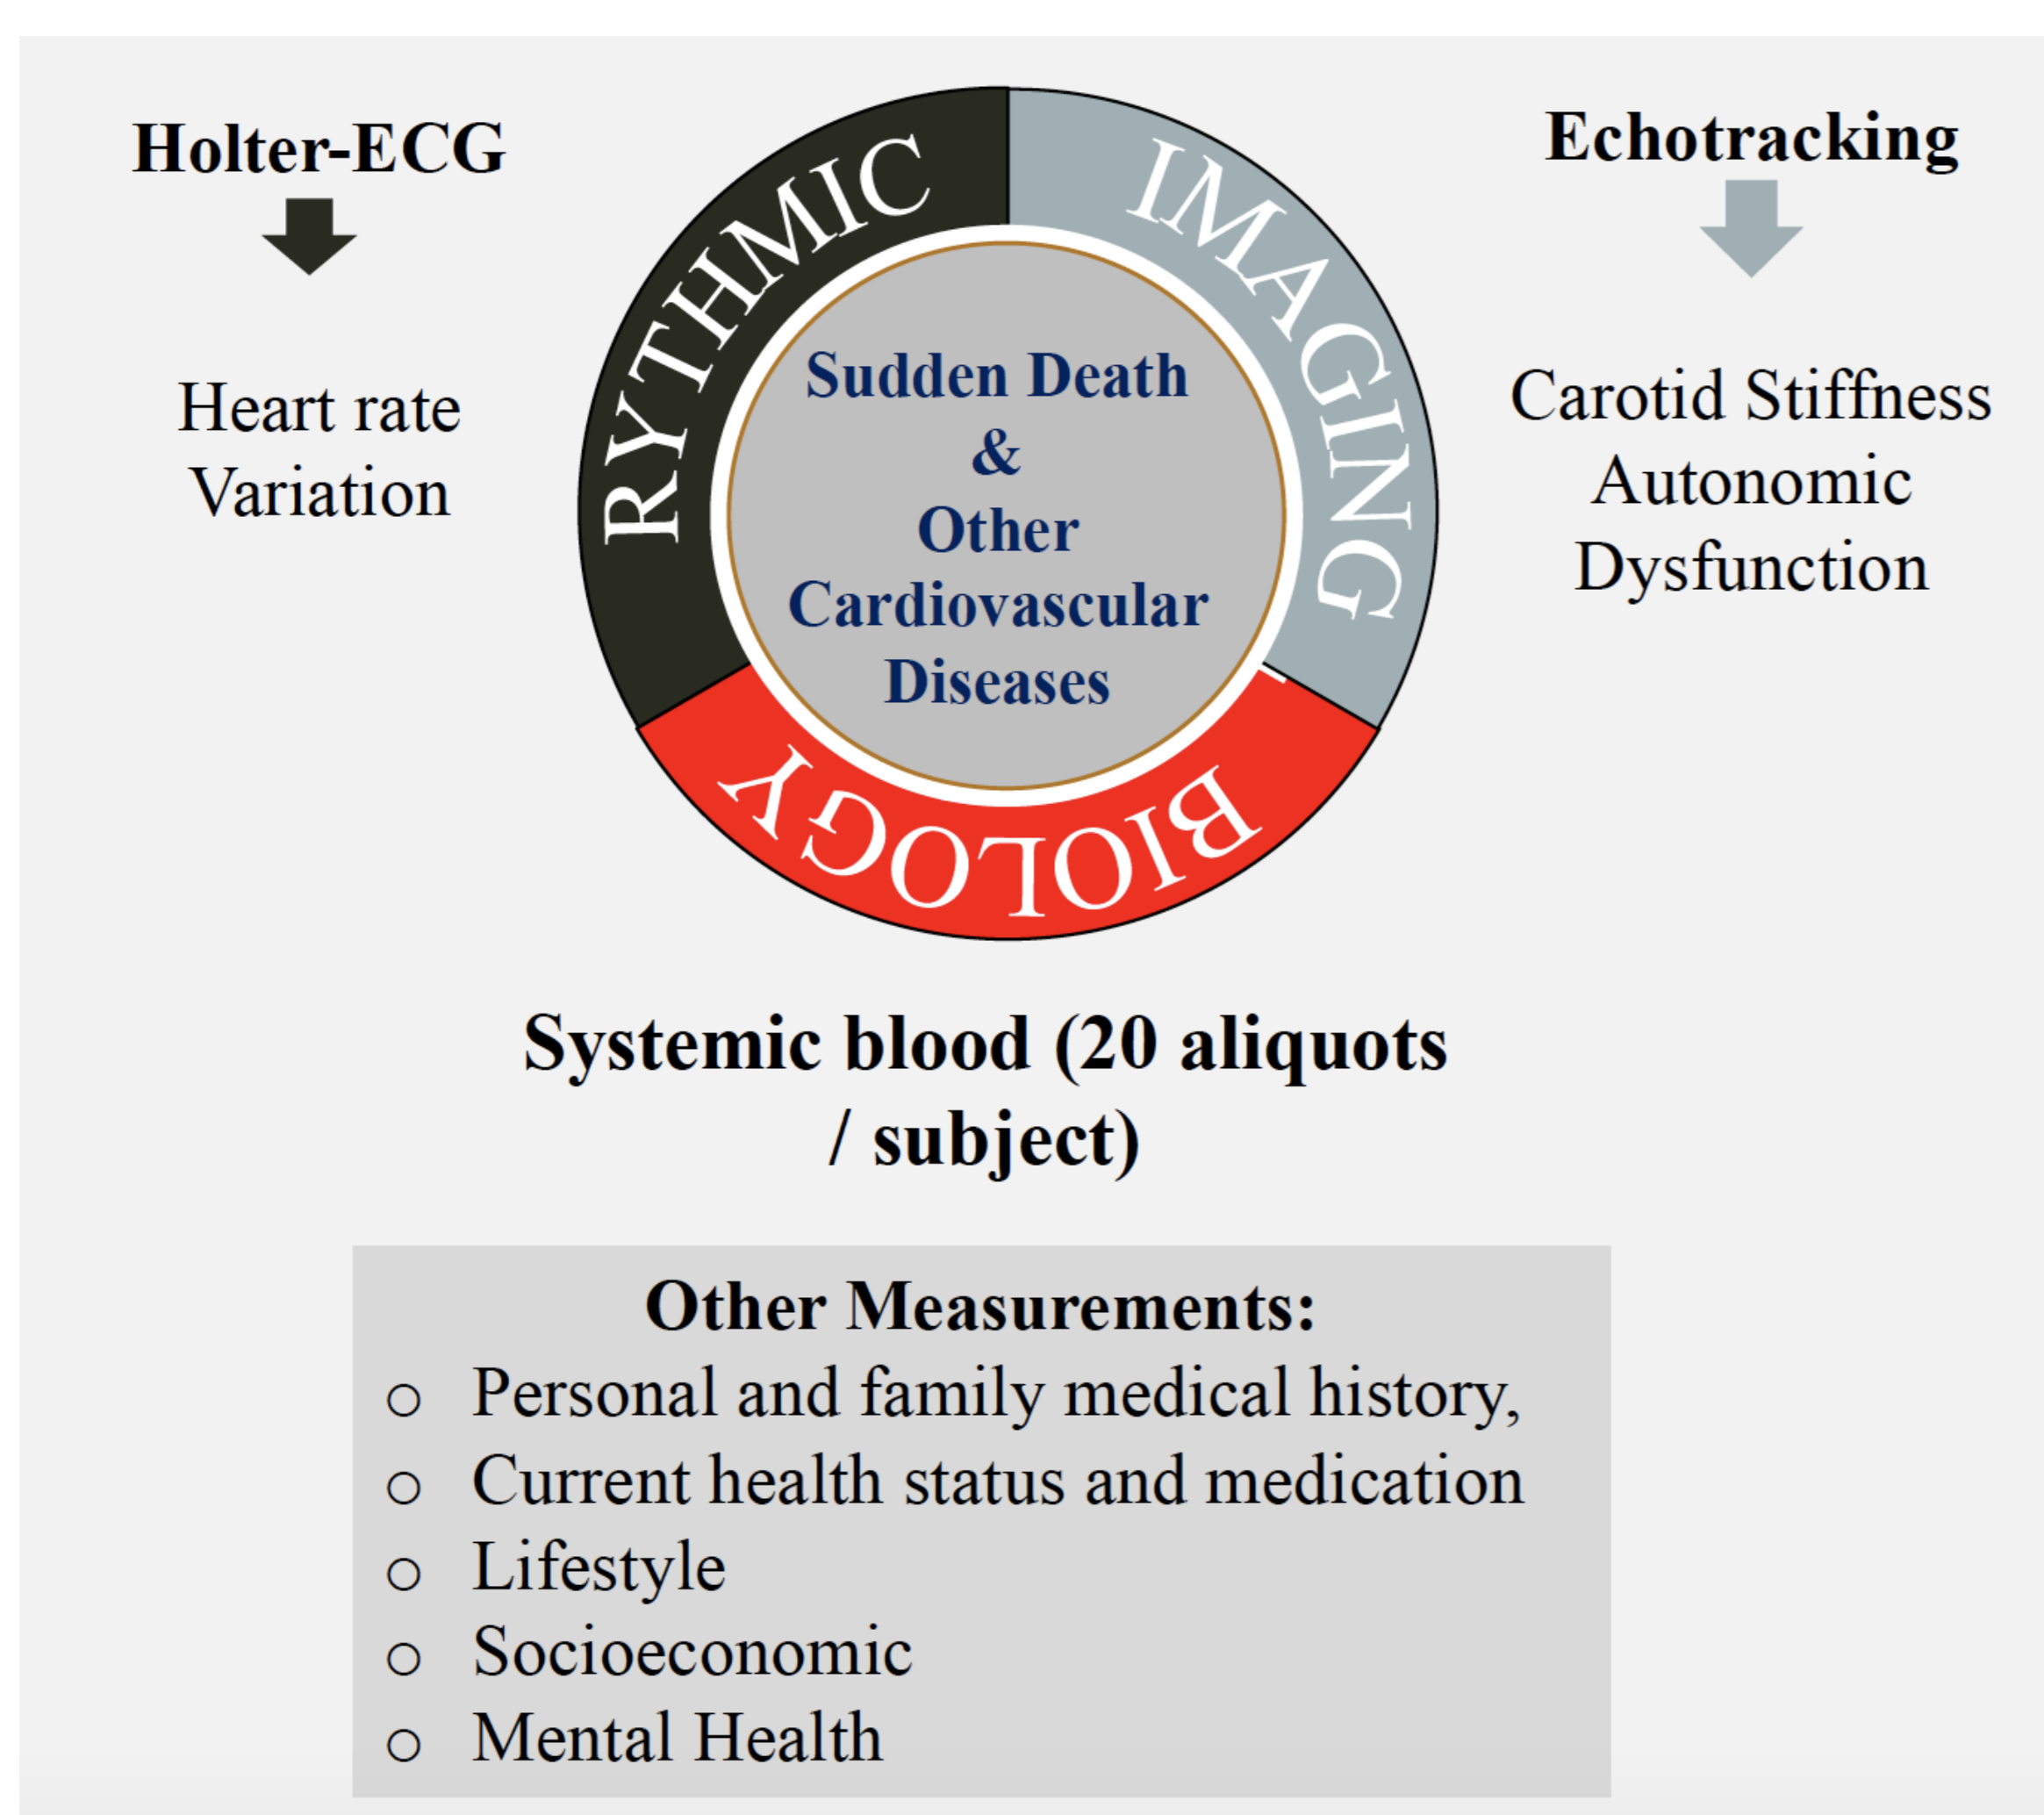 Holter-ECG
Heart rate
Variation
RYTHMIC
IMAGING
BIOLOGY
Sudden Death
&
Other
Cardiovascular
Diseases
Echotracking
Carotid Stiffness
Autonomic
Dysfunction
Systemic blood (20 aliquots
/ subject)
Other Measurements:
o Personal and family medical history,
o Current health status and medication
o Lifestyle
o Socioeconomic
o Mental Health